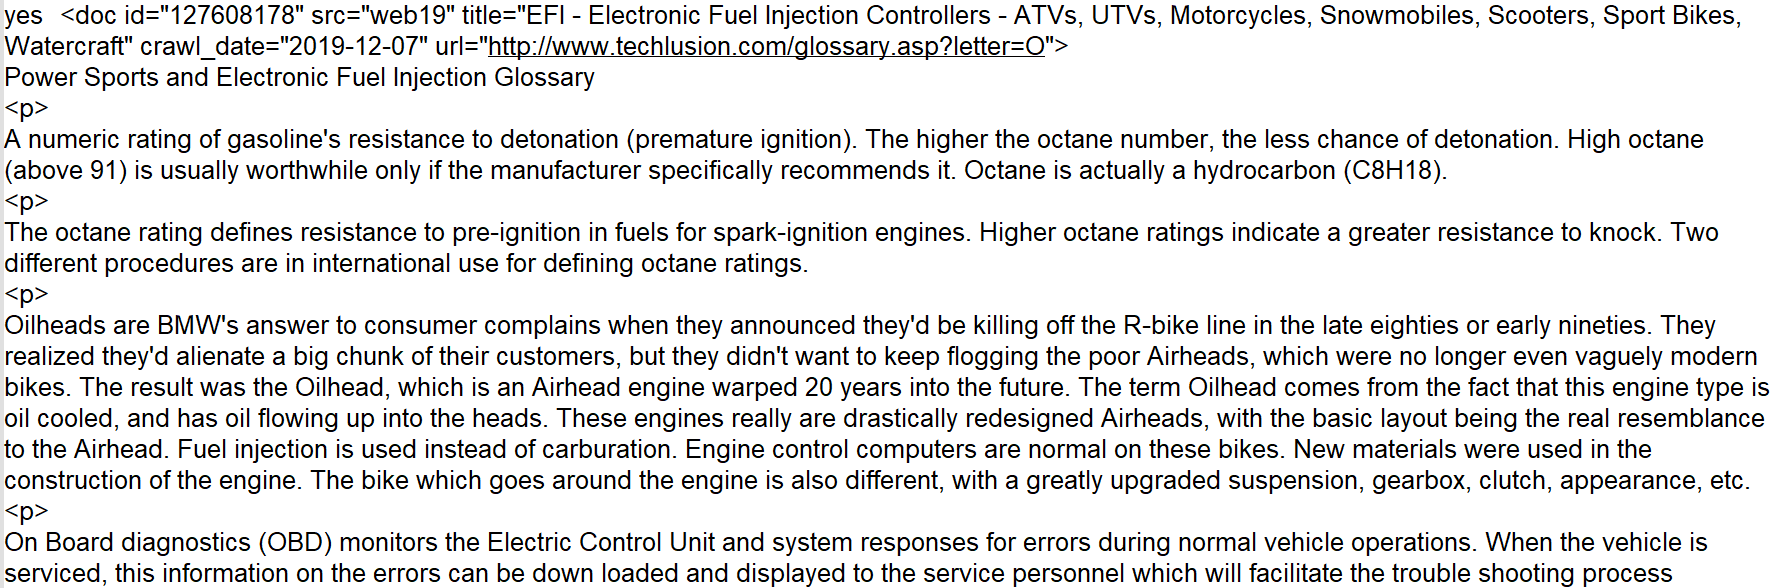 yes <doc id="127608178" src="web19" title="EFI - Electronic Fuel Injection Controllers - ATVs, UTVs, Motorcycles, Snowmobiles, Scooters, Sport Bikes,
Watercraft" crawl_date="2019-12-07" url="http://www.techlusion.com/glossary.asp?letter=O">
Power Sports and Electronic Fuel Injection Glossary
<p>
A numeric rating of gasoline's resistance to detonation (premature ignition). The higher the octane number, the less chance of detonation. High octane
(above 91) is usually worthwhile only if the manufacturer specifically recommends it. Octane is actually a hydrocarbon (C8H18).
<p>
The octane rating defines resistance to pre-ignition in fuels for spark-ignition engines. Higher octane ratings indicate a greater resistance to knock. Two
different procedures are in international use for defining octane ratings.
<p>
Oilheads are BMW's answer to consumer complains when they announced they'd be killing off the R-bike line in the late eighties or early nineties. They
realized they'd alienate a big chunk of their customers, but they didn't want to keep flogging the poor Airheads, which were no longer even vaguely modern
bikes. The result was the Oilhead, which is an Airhead engine warped 20 years into the future. The term Oilhead comes from the fact that this engine type is
oil cooled, and has oil flowing up into the heads. These engines really are drastically redesigned Airheads, with the basic layout being the real resemblance
to the Airhead. Fuel injection is used instead of carburation. Engine control computers are normal on these bikes. New materials were used in the
construction of the engine. The bike which goes around the engine is also different, with a greatly upgraded suspension, gearbox, clutch, appearance, etc.
<p>
On Board diagnostics (OBD) monitors the Electric Control Unit and system responses for errors during normal vehicle operations. When the vehicle is
serviced, this information on the errors can be down loaded and displayed to the service personnel which will facilitate the trouble shooting process